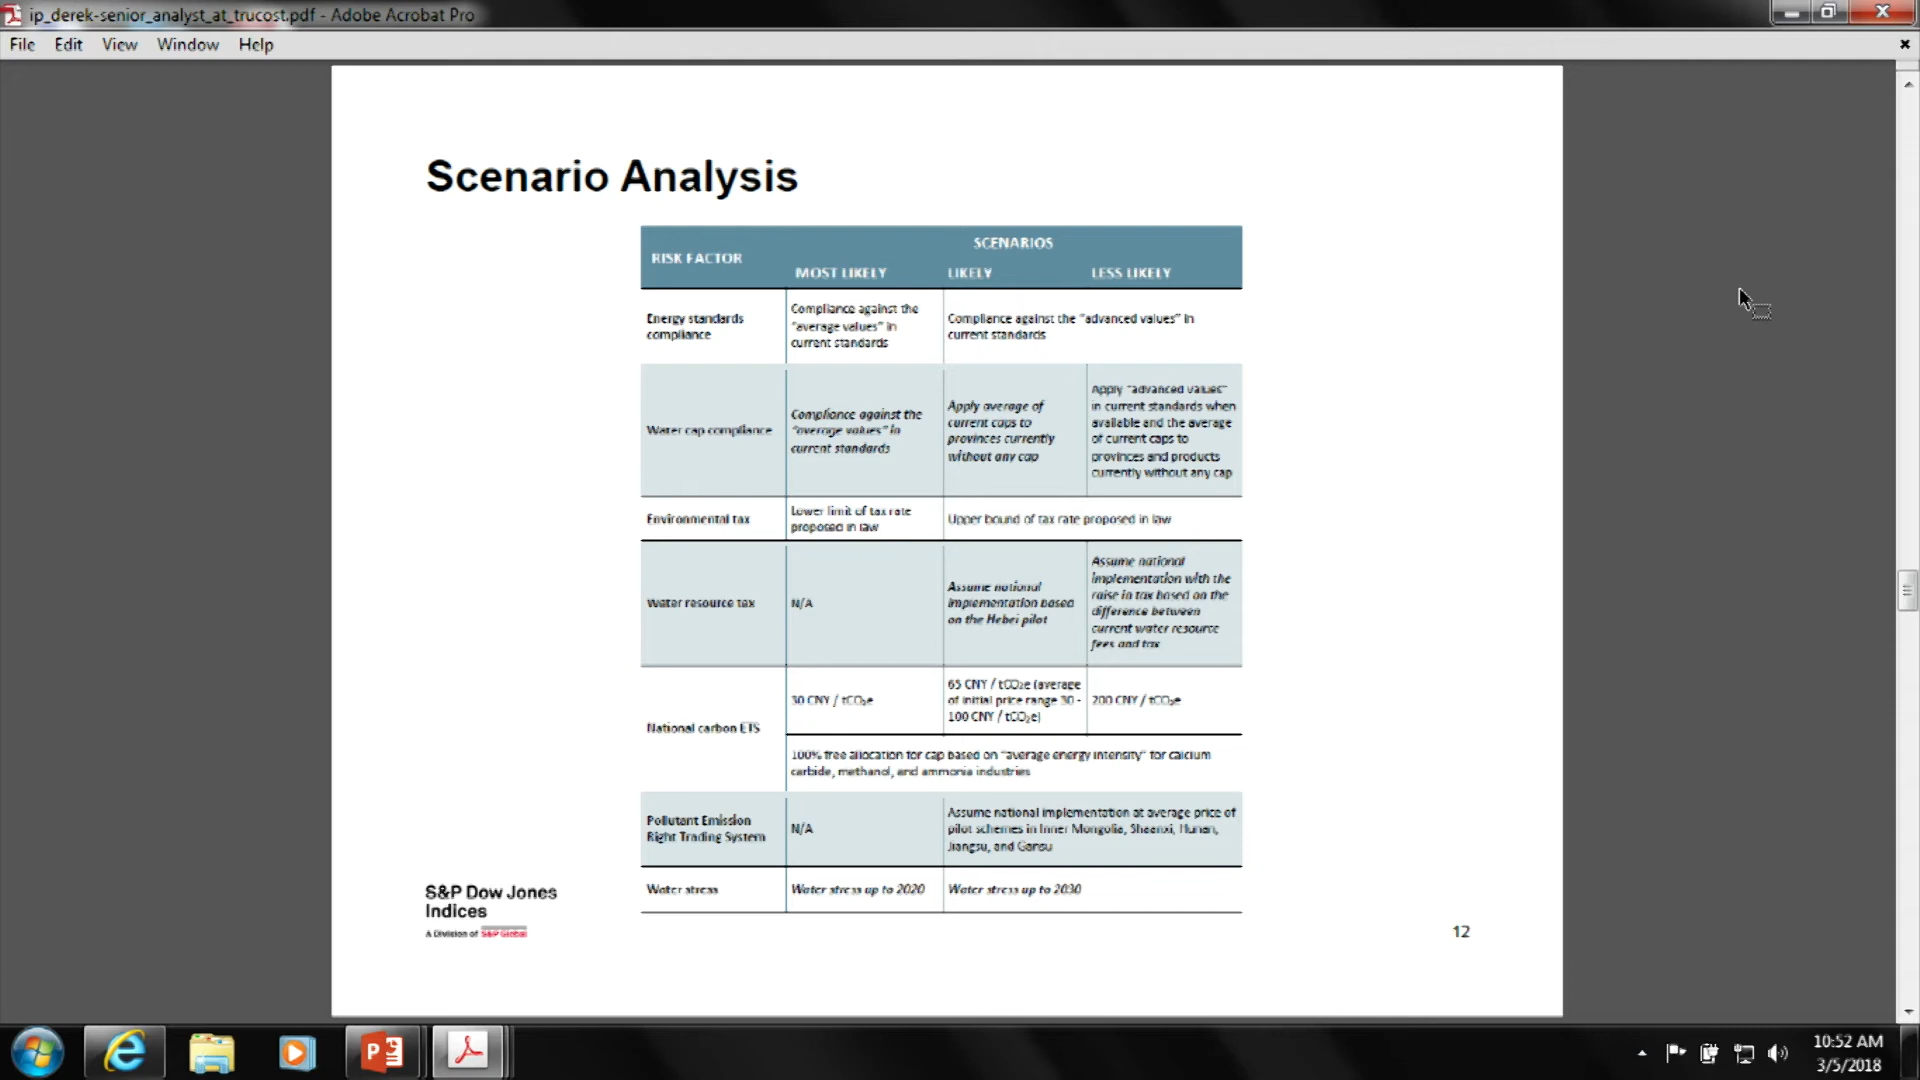 ip_derek-senior_analyst_at_trucost.pdf - Adobe Acrobat Pro
File Edit View Window Help
Scenario Analysis
RISK FACTOR
SCENARIOS
MOST LIKELY
LIKELY
LESS LIKELY
Energy standards
compliance
Compliance against the
"average values" in
current standards
Compliance against the "advanced values" in
current standards
Water cap compliance
Compliance against the
"average values" in
current standards
Apply average of
current caps to
provinces currently
without any cap
Apply "advanced values"
in current standards when
available and the average
of current caps to
provinces and products
currently without any cap
Environmental tax
Lower limit of tax rate
proposed in law
Upper bound of tax rate proposed in law
Water resource tax
N/A
Assume national
implementation based
on the Hebei pilot
Assume national
implementation with the
raise in tax based on the
difference between
current water resource
fees and tax
National carbon ETS
30 CNY / tCO₂e
65 CNY / tCO₂e (average
of initial price range 30 -
100 CNY / tCO₂e)
200 CNY / tCO₂e
100% free allocation for cap based on "average energy intensity" for calcium
carbide, methanol, and ammonia industries
Pollutant Emission
Right Trading System
N/A
Assume national implementation at average price of
pilot schemes in Inner Mongolia, Shaanxi, Hunan,
Jiangsu, and Gansu
Water stress
Water stress up to 2020
Water stress up to 2030
S&P Dow Jones
Indices
A Division of S&P Global
12
10:52 AM
3/5/2018